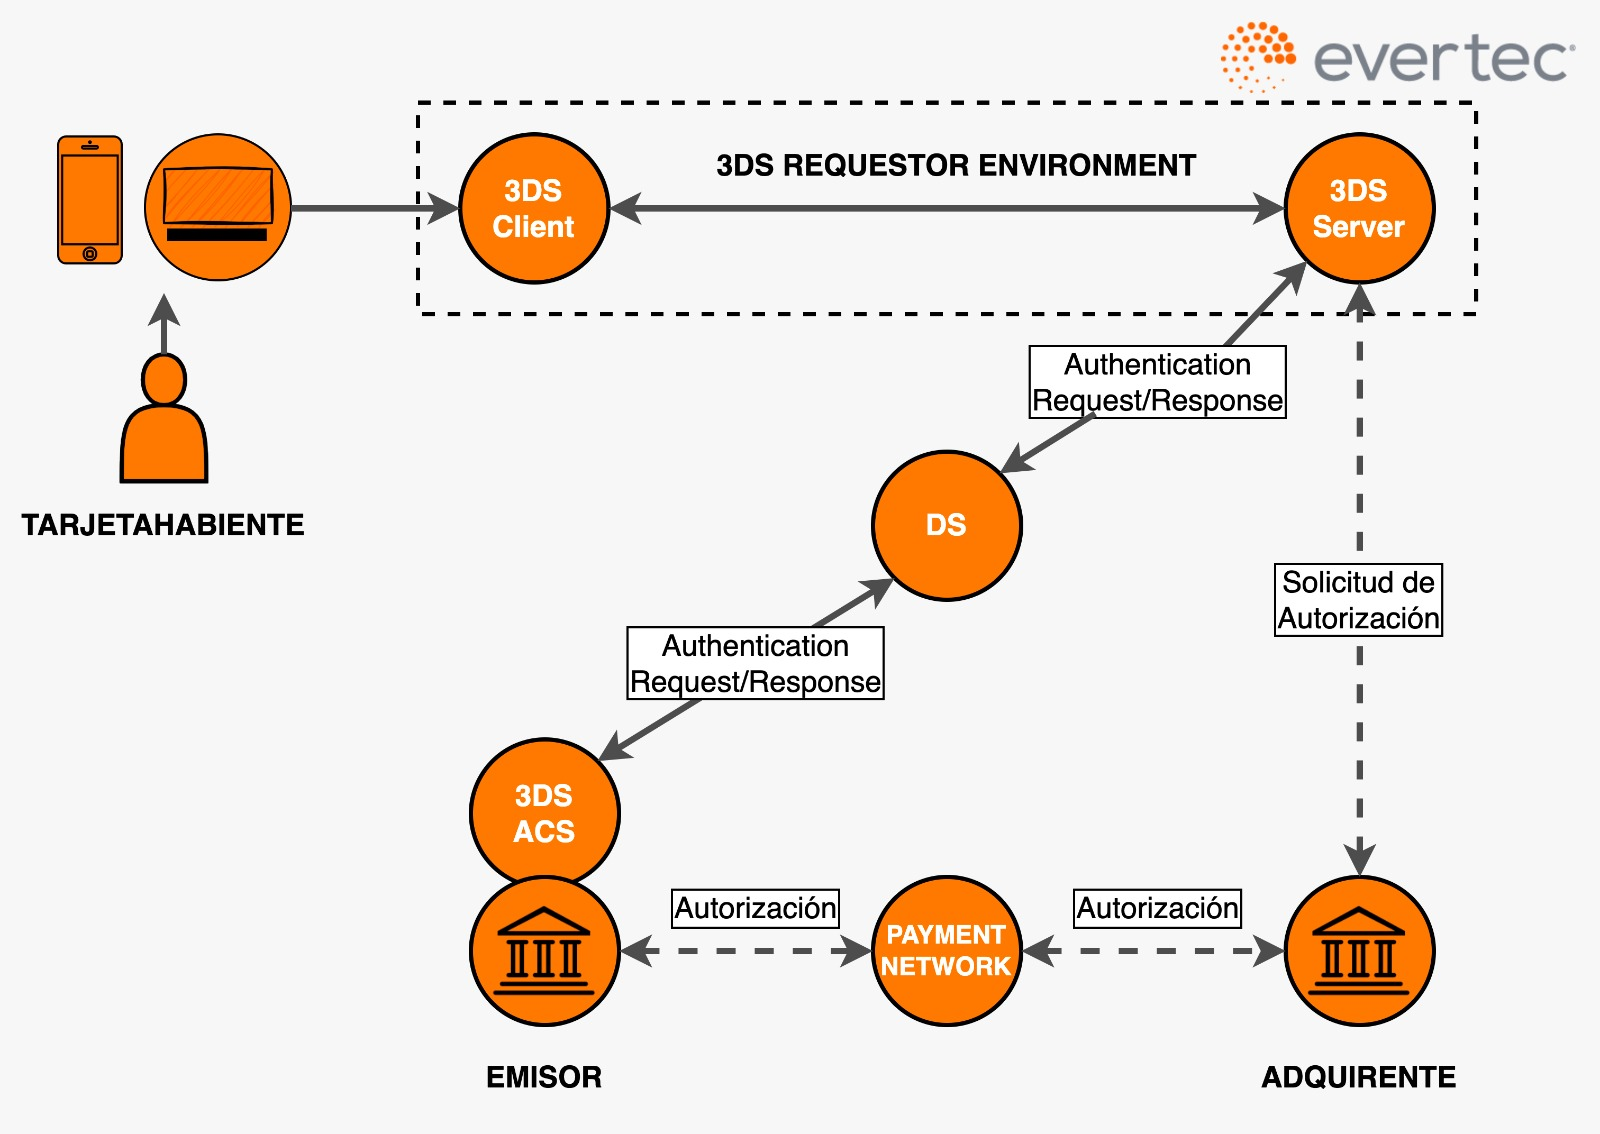 evertec
3DS REQUESTOR ENVIRONMENT
3DS
Client
3DS
Server
Authentication
Request/Response
TARJETAHABIENTE
DS
Solicitud de
Autorización
Authentication
Request/Response
3DS
ACS
Autorización
PAYMENT
NETWORK
Autorización
EMISOR
ADQUIRENTE